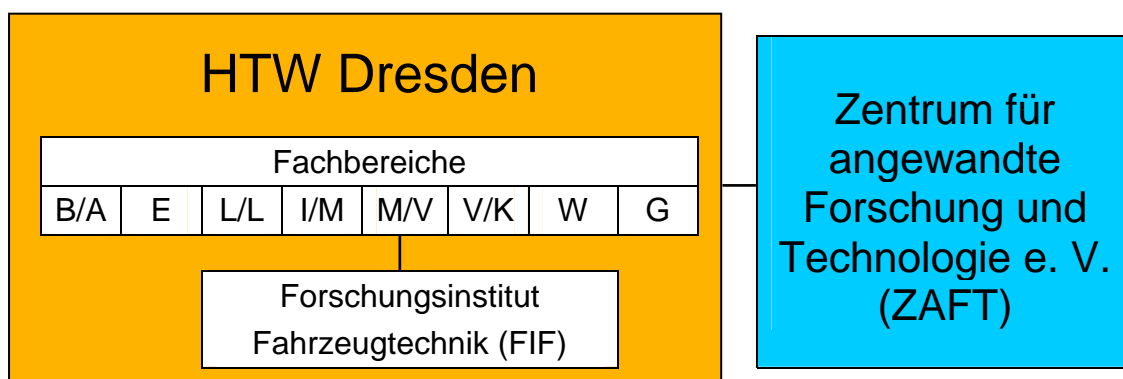 HTW Dresden
Fachbereiche
B/A E L/L I/M M/V V/K W G
Forschungsinstitut
Fahrzeugtechnik (FIF)
Zentrum für
angewandte
Forschung und
Technologie e. V.
(ZAFT)